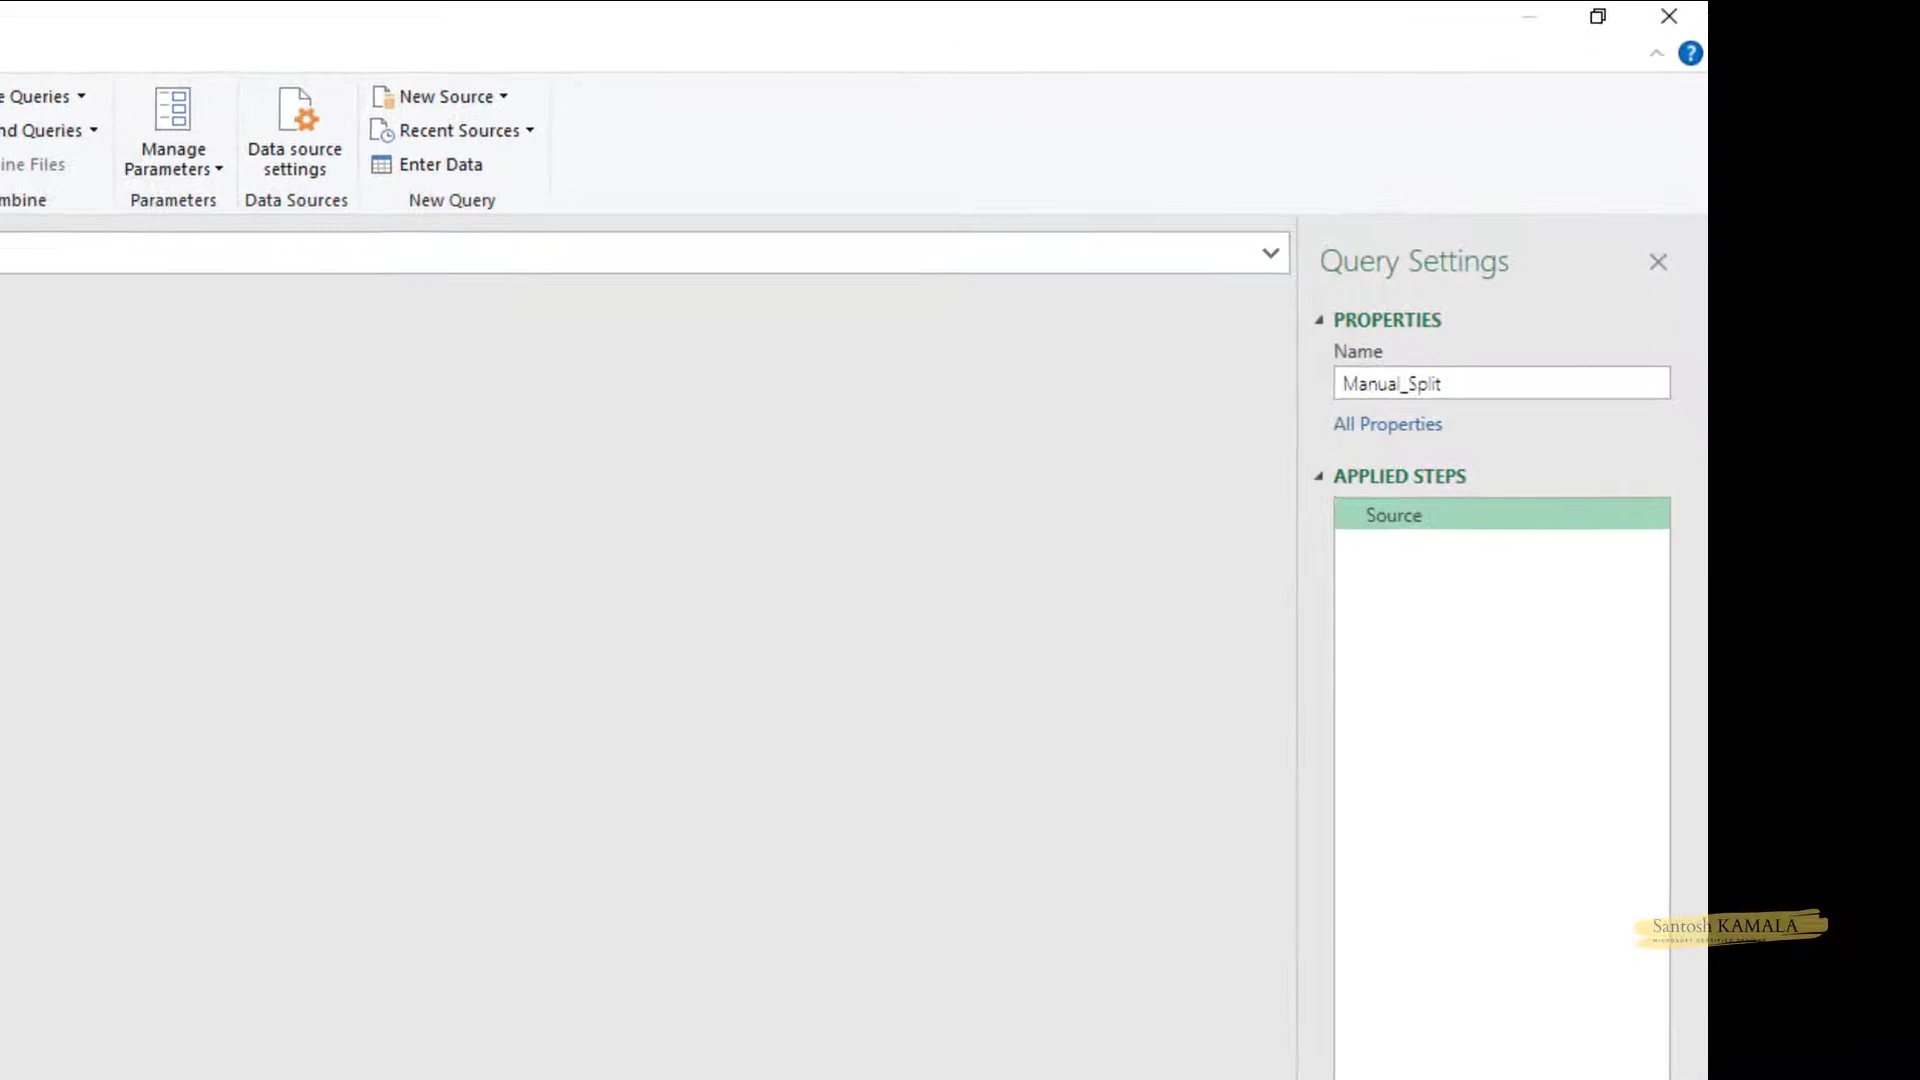 ?
e Queries
nd Queries
ine Files
mbine
Manage
Parameters
Parameters
Data source
settings
Data Sources
New Source
Recent Sources
Enter Data
New Query
Query Settings
PROPERTIES
Name
Manual_Split
All Properties
APPLIED STEPS
Source
Santosh KAMALA